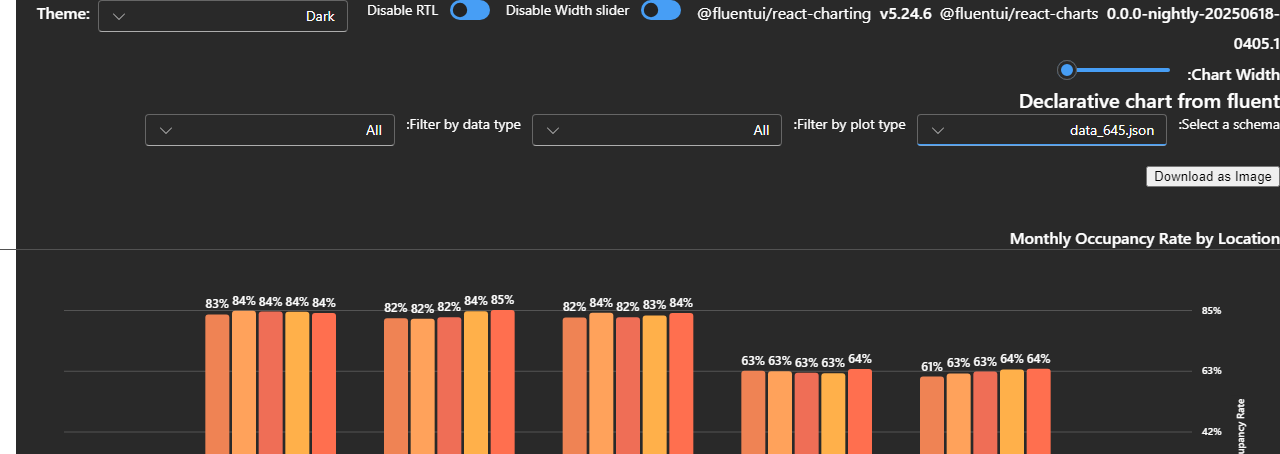 Theme:
Dark
Disable RTL
Disable Width slider
@fluentui/react-charting v5.24.6 @fluentui/react-charts 0.0.0-nightly-20250618-
0405.1
:Chart Width
Declarative chart from fluent
:Select a schema
data_645.json
:Filter by plot type
All
:Filter by data type
All
Download as Image
Monthly Occupancy Rate by Location
83% 84% 84% 84% 84%
82% 82% 82% 84% 85%
82% 84% 82% 83% 84%
63% 63% 63% 63% 64%
61% 63% 63% 64% 64%
85%
63%
42%
Rate